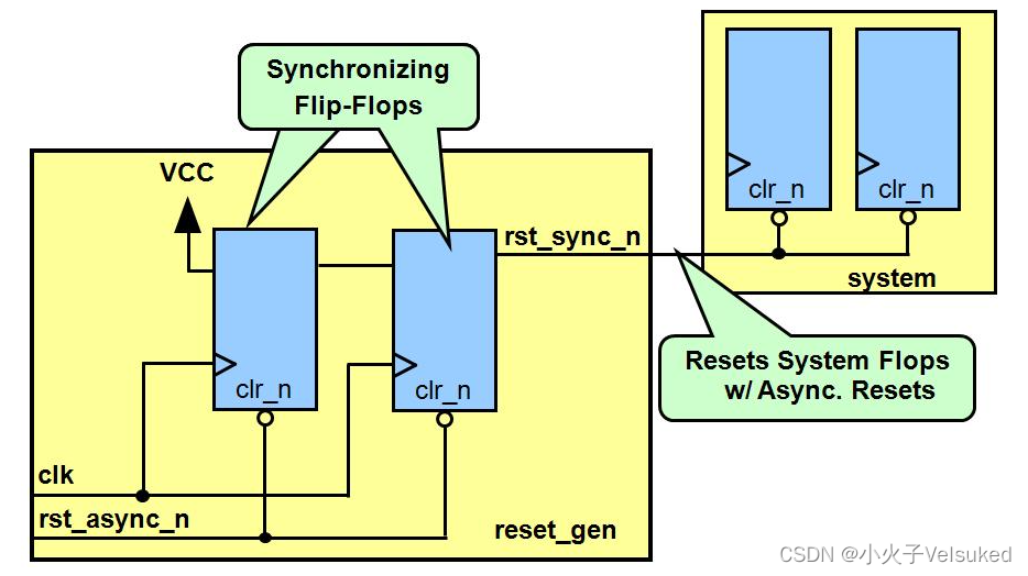 Synchronizing
Flip-Flops
VCC
clr_n
clr_n
rst_sync_n
system
clr_n
clr_n
Resets System Flops
w/ Async. Resets
clk
rst_async_n
reset_gen
CSDN @小火子Velsuked